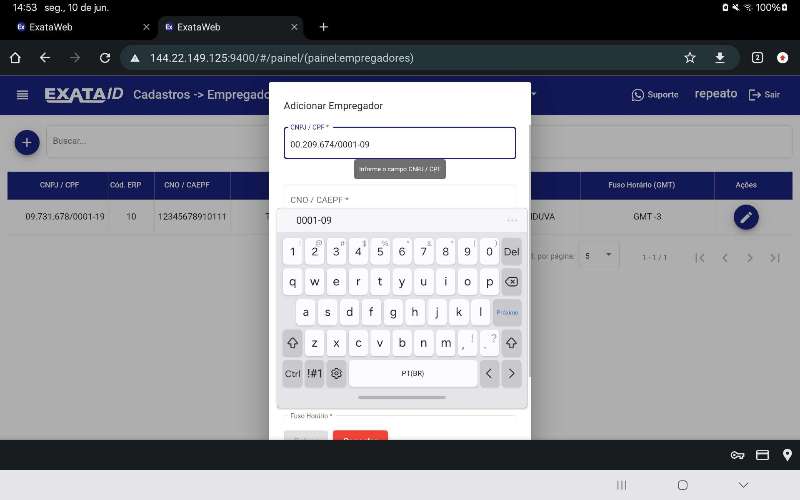 14:53 seg., 10 de jun.
100%
Ex ExataWeb
Ex ExataWeb
144.22.149.125:9400/#/painel/(painel:empregadores)
2
EXATA ID Cadastros -> Empregado
Suporte
repeato
Sair
Buscar...
CNPJ / CPF
Cód. ERP
CNO / CAEPF
Fuso Horário (GMT)
Ações
09.731.678/0001-19
10
12345678910111
T
IDUVA
GMT -3
por página:
5
1 - 1 / 1
Adicionar Empregador
CNPJ / CPF *
00.209.674/0001-09
Informe o campo CNPJ / CPF
CNO / CAEPF *
0001-09
...
1 2 @ 3 # 4 $ 5 % 6 ^ 7 & 8 * 9 ( 0 ) Del
q w e r t y u i o p
a s d f g h j k l Próximo
z x c v b n m , ! . ?
Ctrl !#1 PT(BR) < >
Fuso Horário *